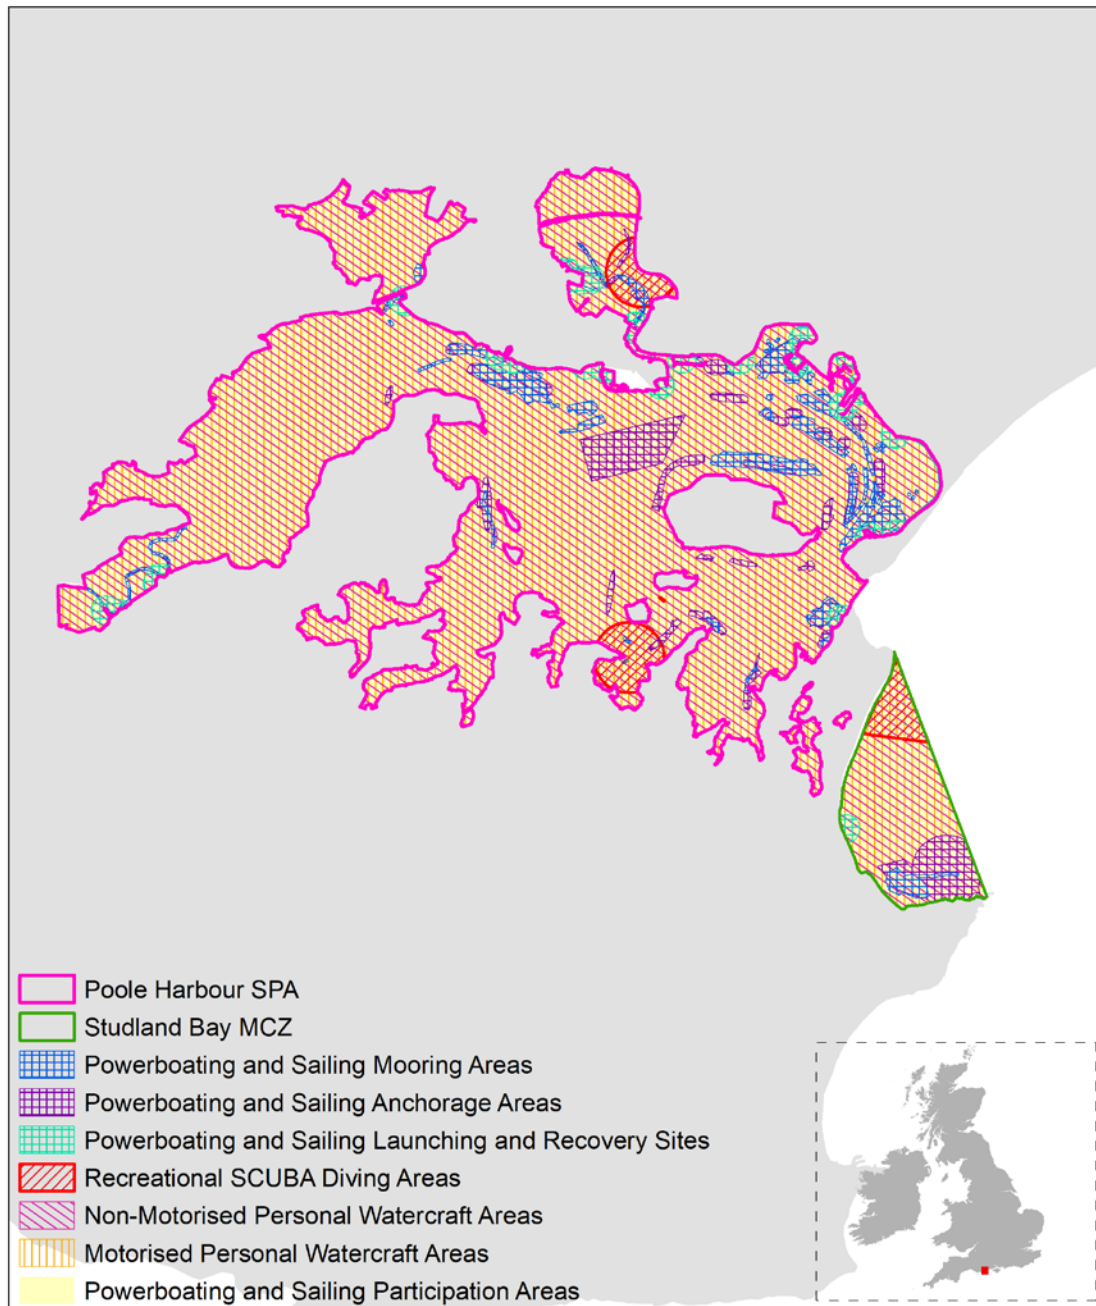 Poole Harbour SPA
Studland Bay MCZ
Powerboating and Sailing Mooring Areas
Powerboating and Sailing Anchorage Areas
Powerboating and Sailing Launching and Recovery Sites
Recreational SCUBA Diving Areas
Non-Motorised Personal Watercraft Areas
Motorised Personal Watercraft Areas
Powerboating and Sailing Participation Areas